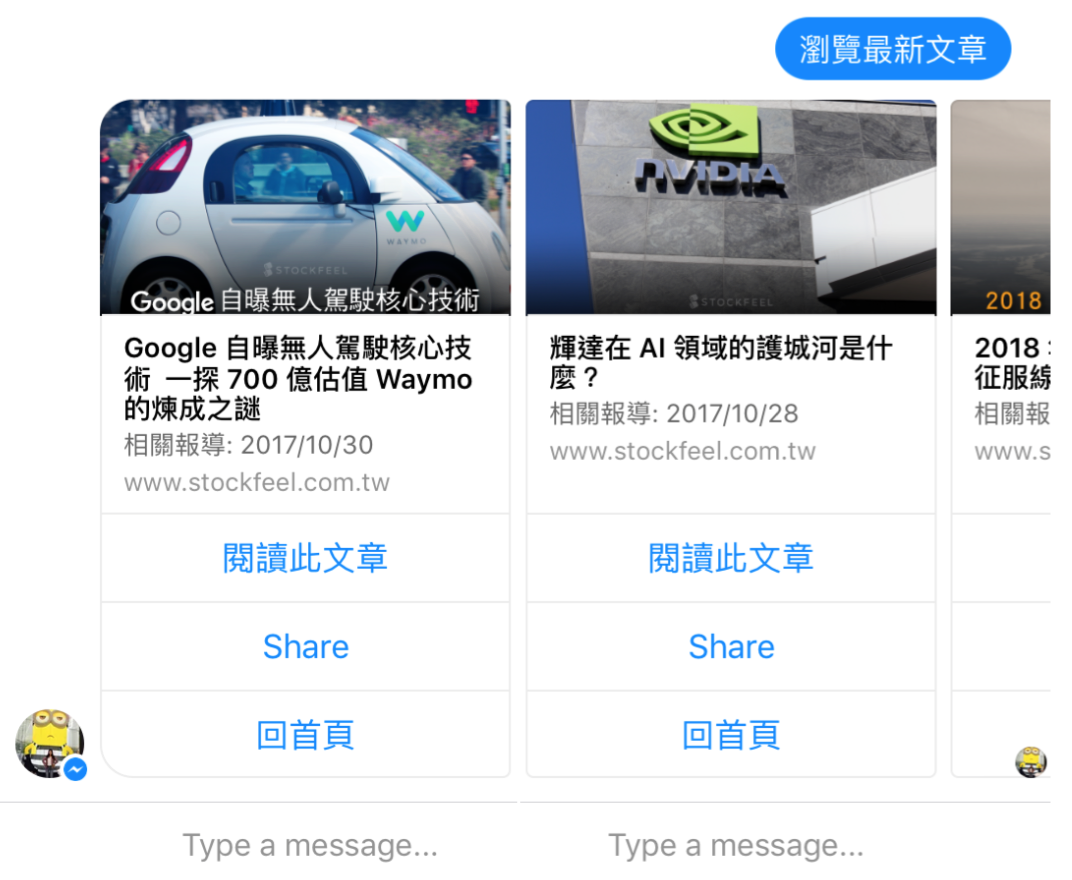 瀏覽最新文章
WAYMO
STOCKFEEL
Google 自曝無人駕駛核心技術
Google 自曝無人駕駛核心技
術 一探 700 億估值 Waymo
的煉成之謎
相關報導: 2017/10/30
www.stockfeel.com.tw
閱讀此文章
Share
回首頁
NVIDIA
STOCKFEEL
輝達在 AI 領域的護城河是什
麼？
相關報導: 2017/10/28
www.stockfeel.com.tw
閱讀此文章
Share
回首頁
2018
2018
征服線
相關報
www.s
Type a message...
Type a message...